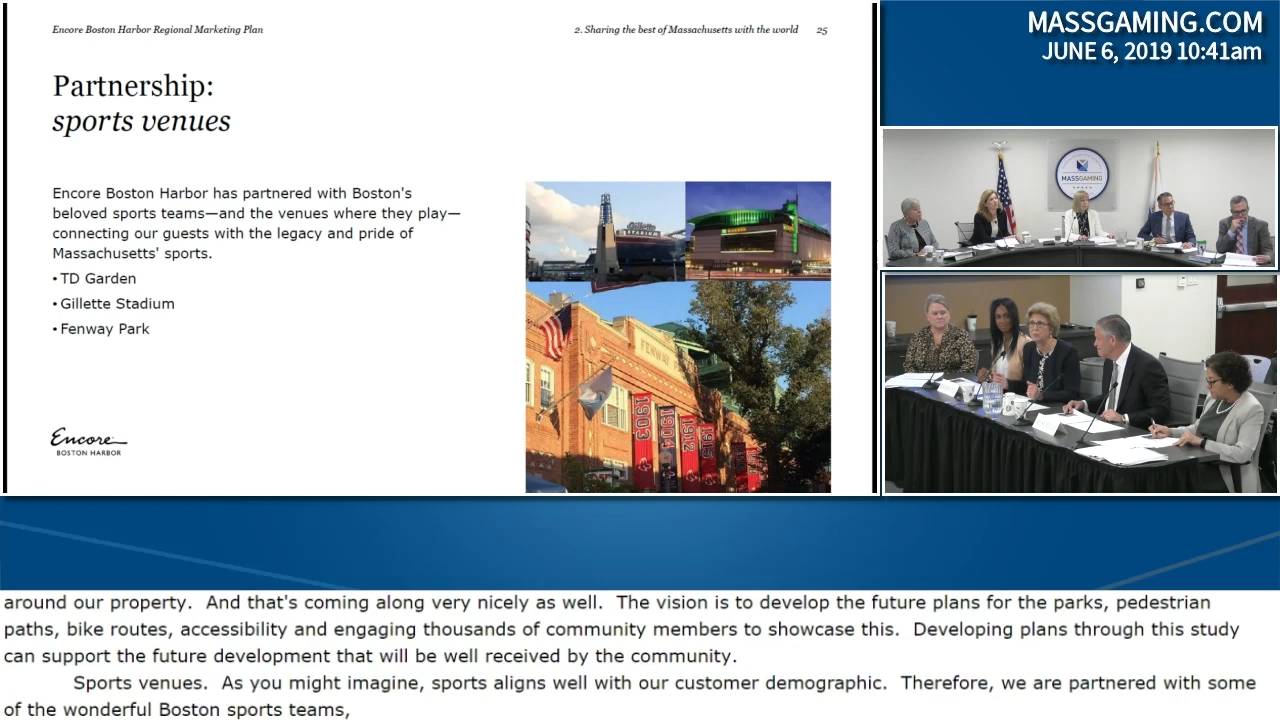 Encore Boston Harbor Regional Marketing Plan
2. Sharing the best of Massachusetts with the world 25
Partnership:
sports venues
Encore Boston Harbor has partnered with Boston's
beloved sports teams—and the venues where they play—
connecting our guests with the legacy and pride of
Massachusetts' sports.
• TD Garden
• Gillette Stadium
• Fenway Park
Gillette
STADIUM
FENWAY
1903
1904
1912
1915
Encore
BOSTON HARBOR
MASSGAMING.COM
JUNE 6, 2019 10:41am
MASSGAMING
around our property. And that's coming along very nicely as well. The vision is to develop the future plans for the parks, pedestrian
paths, bike routes, accessibility and engaging thousands of community members to showcase this. Developing plans through this study
can support the future development that will be well received by the community.
Sports venues. As you might imagine, sports aligns well with our customer demographic. Therefore, we are partnered with some
of the wonderful Boston sports teams,